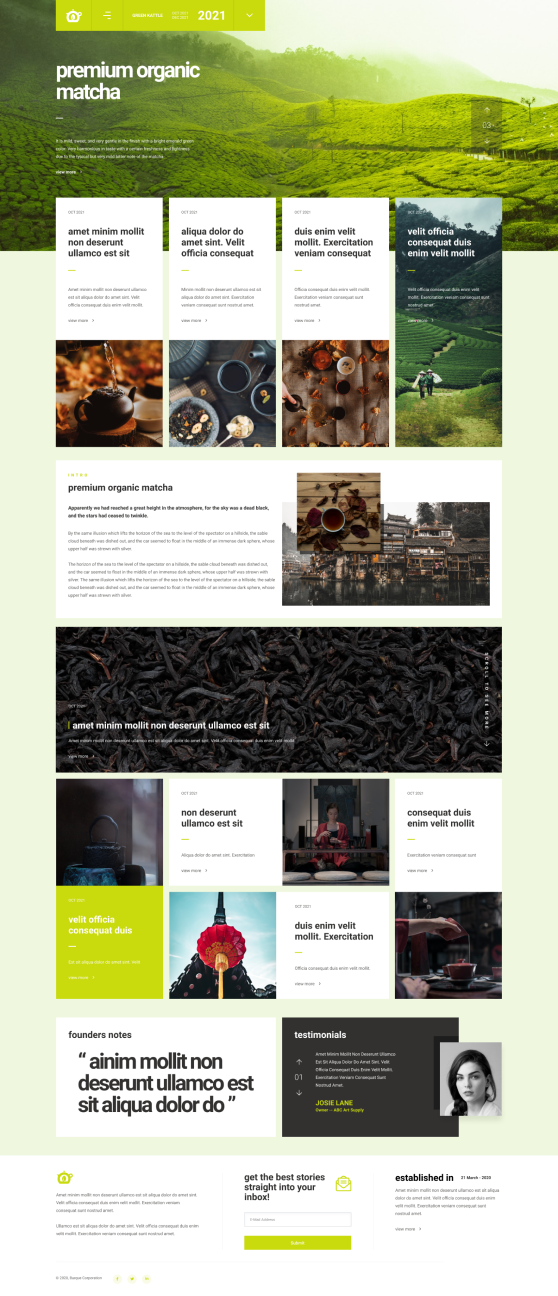 GREEN KATTLE
2021
premium organic
matcha
It is mild, sweet, and very gentle in the finish with a bright emerald green
view more
03
OCT 2021
amet minim mollit
non deserunt
ullamco est sit
Amet minim mollit non deserunt ullamco
est sit aliqua dolor do amet sint. Velit
officia consequat duis enim velit mollit.
view more
OCT 2021
aliqua dolor do
amet sint. Velit
officia consequat
Minim mollit non deserunt ullamco est sit
aliqua dolor do amet sint. Exercitation
veniam consequat sunt nostrud amet.
view more
OCT 2021
duis enim velit
mollit. Exercitation
veniam consequat
Officia consequat duis enim velit mollit
Exercitation veniam consequat sunt
nostrud amet.
view more
OCT 2021
velit officia
consequat duis
enim velit mollit
Velit officia consequat duis enim velit
mollit. Exercitation veniam consequat sunt
nostrud amet
view more
INTRO
premium organic matcha
Apparently we had reached a great height in the atmosphere, for the sky was a dead black,
and the stars had ceased to twinkle.
By the same illusion which lifts the horizon of the sea to the level of the spectator on a hillside, the sable
cloud beneath was dished out, and the car seemed to float in the middle of an immense dark sphere, whose
upper half was strewn with silver.
The horizon of the sea to the level of the spectator on a hillside, the sable cloud beneath was dished out,
and the car seemed to float in the middle of an immense dark sphere, whose upper half was strewn with
silver. The same illusion which lifts the horizon of the sea to the level of the spectator on a hillside, the sable
cloud beneath was dished out, and the car seemed to float in the middle of an immense dark sphere, whose
upper half was strewn with silver.
OCT 2021
amet minim mollit non deserunt ullamco est sit
Amet minim mollit non deserunt ullamco est sit aliqua dolor do amet sint. Velit officia consequat duis enim velit mollit.
view more
SCROLL TO SEE MORE
OCT 2021
non deserunt
ullamco est sit
Aliqua dolor do amet sint. Exercitation
view more
OCT 2021
consequat duis
enim velit mollit
Exercitation veniam consequat sunt
view more
OCT 2021
velit officia
consequat duis
Est sit aliqua dolor do amet sint. Velit
view more
OCT 2021
duis enim velit
mollit. Exercitation
Officia consequat duis enim velit mollit.
view more
founders notes
“ ainim mollit non
deserunt ullamco est
sit aliqua dolor do ”
testimonials
01
Amet Minim Mollit Non Deserunt Ullamco
Est Sit Aliqua Dolor Do Amet Sint. Velit
Officia Consequat Duis Enim Velit Mollit.
Exercitation Veniam Consequat Sunt
Nostrud Amet.
JOSIE LANE
Owner – ABC Art Supply
Amet minim mollit non deserunt ullamco est sit aliqua dolor do amet sint.
Velit officia consequat duis enim velit mollit. Exercitation veniam
consequat sunt nostrud amet.
Ullamco est sit aliqua dolor do amet sint. Velit officia consequat duis enim
velit mollit. Exercitation veniam consequat sunt nostrud amet.
get the best stories
straight into your
inbox!
Submit
established in
21 March - 2020
Amet minim mollit non deserunt ullamco est sit aliqua
dolor do amet sint. Velit officia consequat duis enim
velit mollit. Exercitation veniam consequat sunt
nostrud amet.
view more